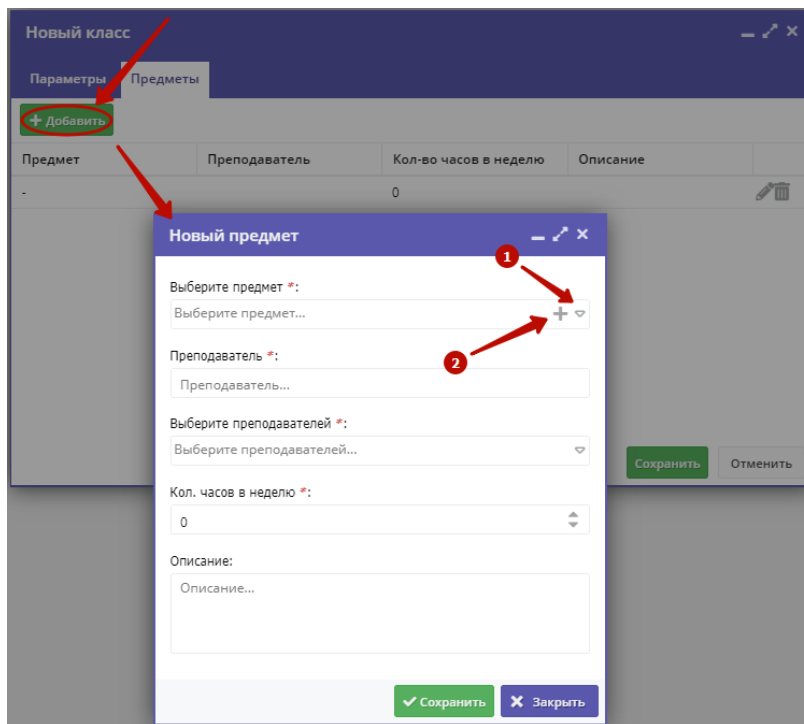 Новый класс
Параметры Предметы
+ Добавить
Предмет Преподаватель Кол-во часов в неделю Описание
- 0
Новый предмет
1
Выберите предмет *:
Выберите предмет...
2
Преподаватель *:
Преподаватель...
Выберите преподавателей *:
Выберите преподавателей...
Сохранить Отменить
Кол. часов в неделю *:
0
Описание:
Описание...
Сохранить Закрыть